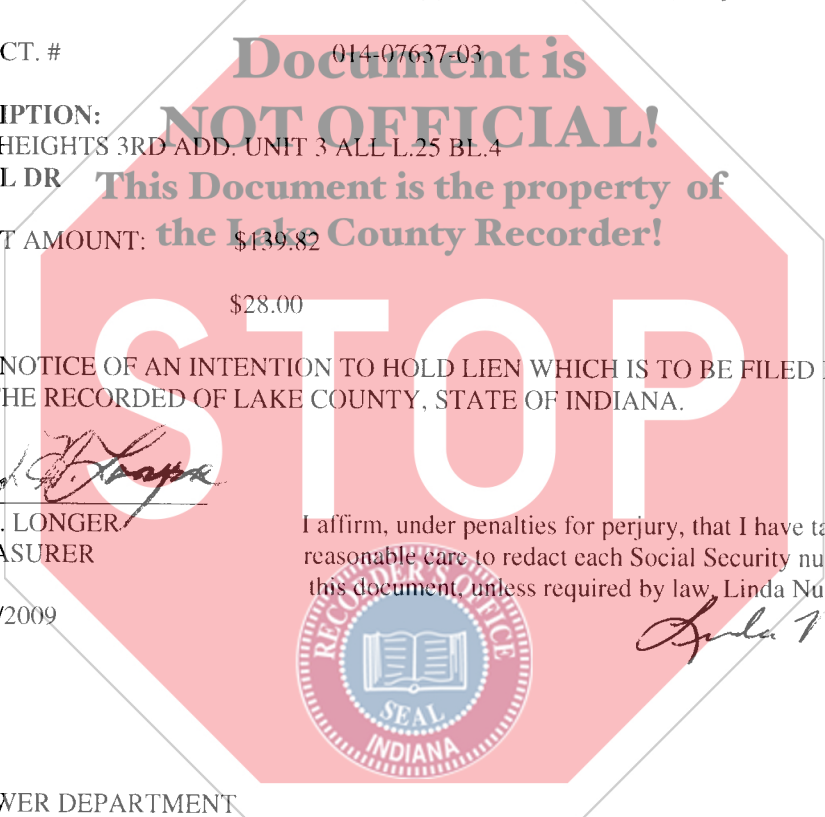 CT. # 014-07637-03
Document is
IPTION:
NOT OFFICIAL!
HEIGHTS 3RD ADD. UNIT 3 ALL L.25 BL.4
L DR
This Document is the property of
T AMOUNT: $139.82
the Lake County Recorder!
$28.00
STOP
NOTICE OF AN INTENTION TO HOLD LIEN WHICH IS TO BE FILED
HE RECORDED OF LAKE COUNTY, STATE OF INDIANA.
. LONGER
ASURER
I affirm, under penalties for perjury, that I have ta
reasonable care to redact each Social Security nu
this document, unless required by law, Linda Nu
/2009
Linda N
RECORDER'S OFFICE
SEAL
INDIANA
WER DEPARTMENT